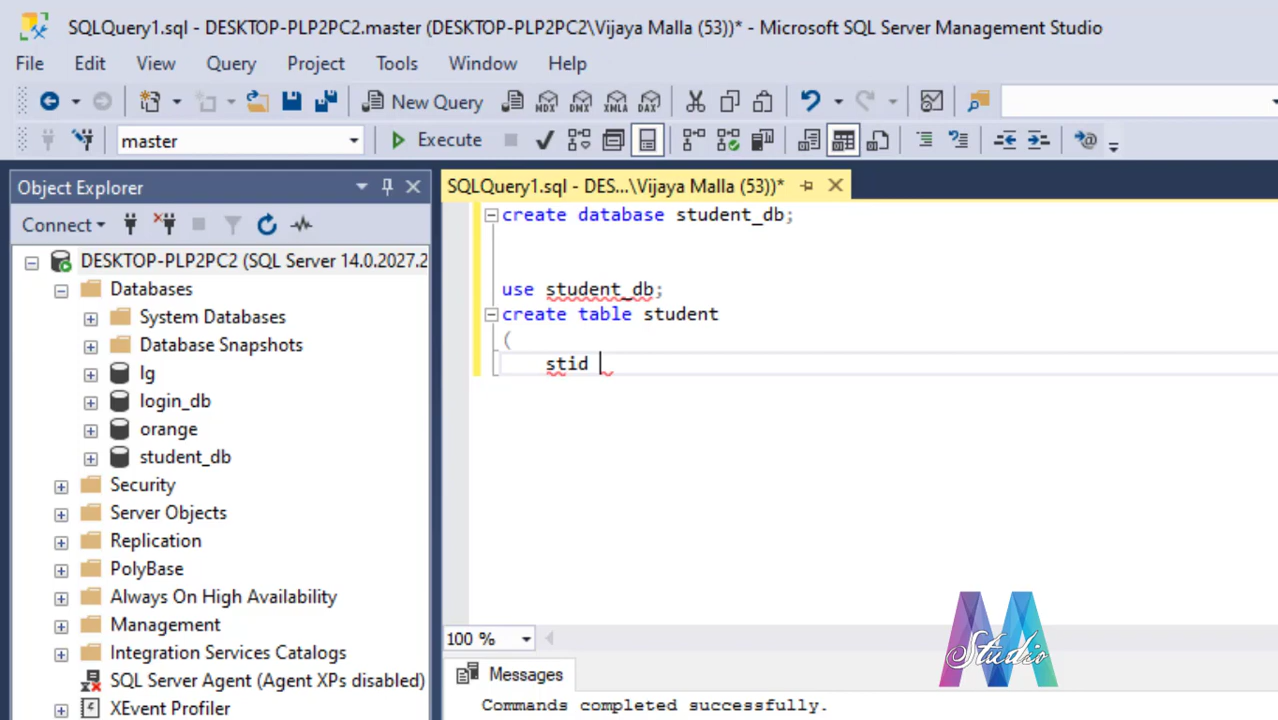 SQLQuery1.sql - DESKTOP-PLP2PC2.master (DESKTOP-PLP2PC2\Vijaya Malla (53))* - Microsoft SQL Server Management Studio
File Edit View Query Project Tools Window Help
New Query MDX DMX XMLA DAX
master Execute
Object Explorer
SQLQuery1.sql - DES...\Vijaya Malla (53))*
Connect
create database student_db;
DESKTOP-PLP2PC2 (SQL Server 14.0.2027.2
Databases
use student_db;
System Databases
create table student
Database Snapshots
(
lg
stid
login_db
orange
student_db
Security
Server Objects
Replication
PolyBase
Always On High Availability
Management
100 %
Integration Services Catalogs
Studio
SQL Server Agent (Agent XPs disabled)
Messages
XEvent Profiler
Commands completed successfully.